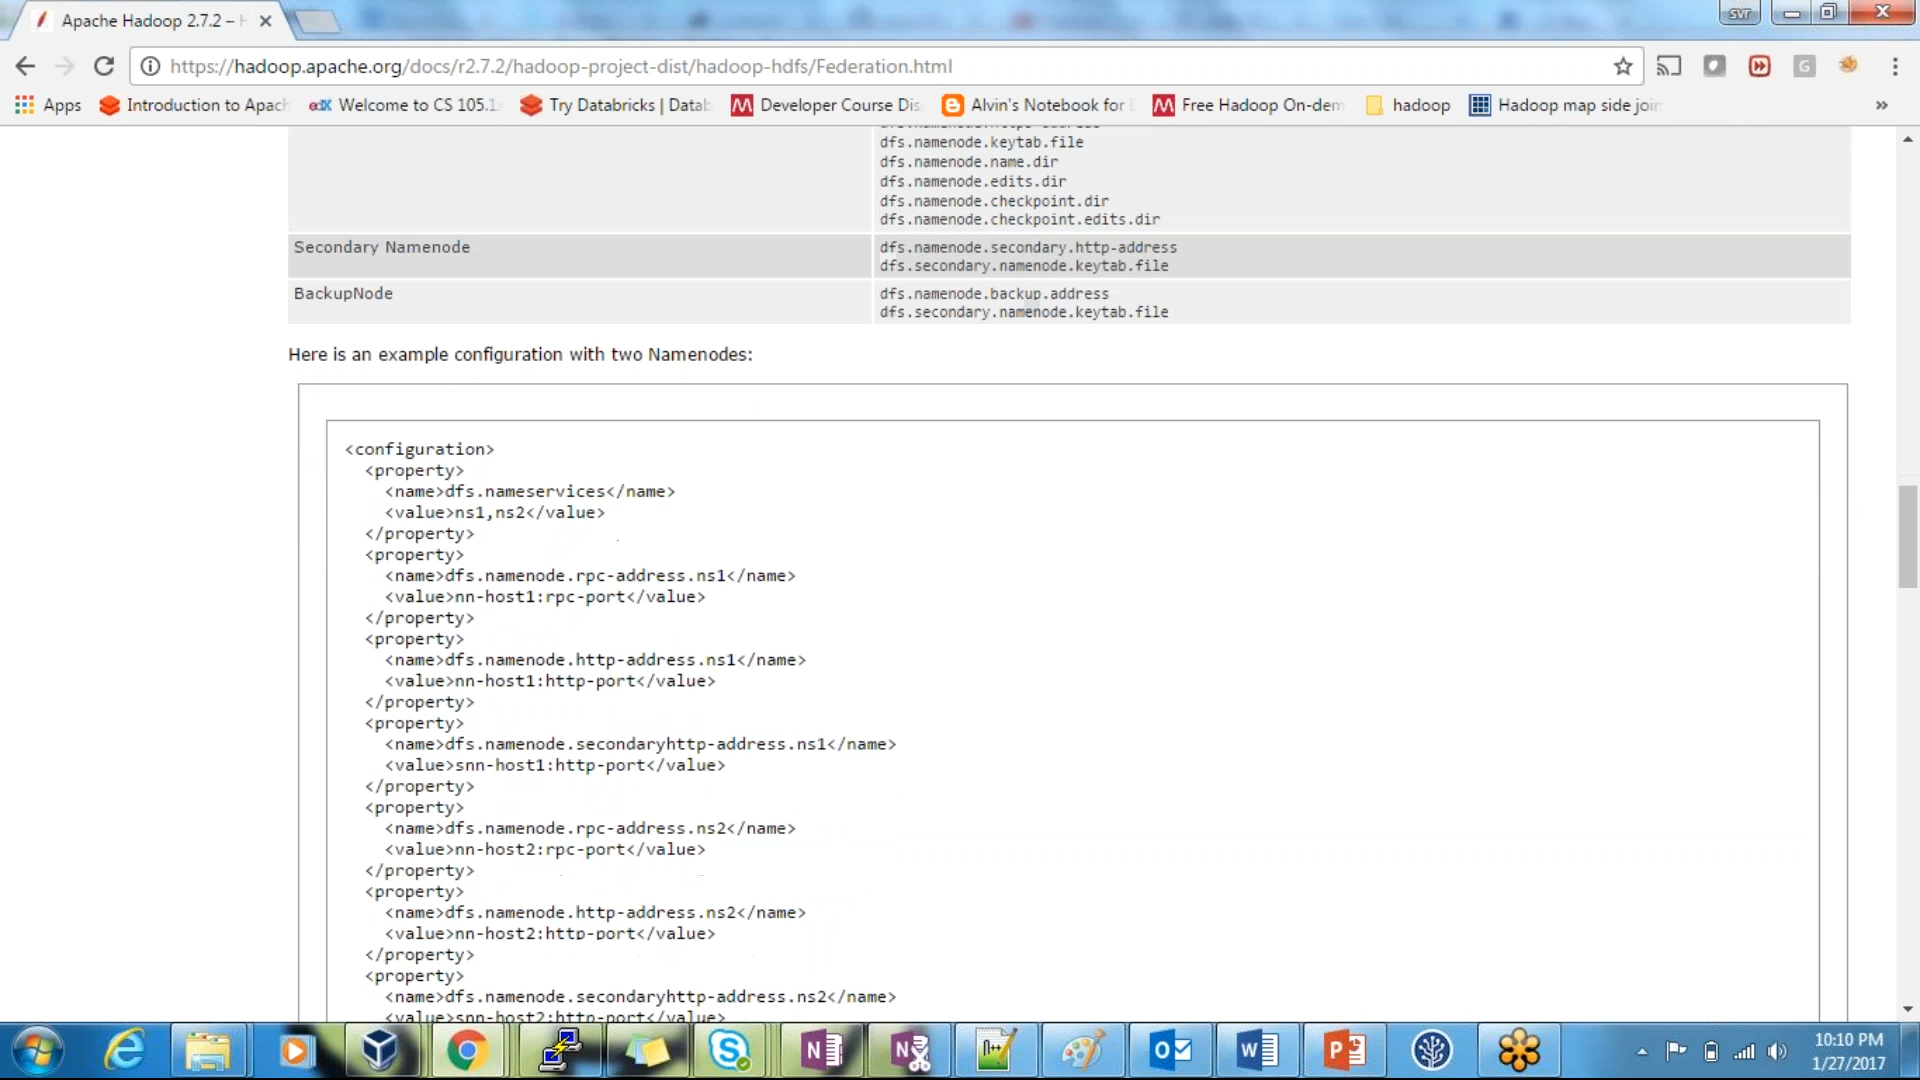 Apache Hadoop 2.7.2 –
svr
https://hadoop.apache.org/docs/r2.7.2/hadoop-project-dist/hadoop-hdfs/Federation.html
Apps
Introduction to Apach
edX
Welcome to CS 105.1
Try Databricks | Datab
Developer Course Dis
Alvin's Notebook for
Free Hadoop On-dem
hadoop
Hadoop map side join
»
dfs.namenode.keytab.file
dfs.namenode.name.dir
dfs.namenode.edits.dir
dfs.namenode.checkpoint.dir
dfs.namenode.checkpoint.edits.dir
Secondary Namenode
dfs.namenode.secondary.http-address
dfs.secondary.namenode.keytab.file
BackupNode
dfs.namenode.backup.address
dfs.secondary.namenode.keytab.file
Here is an example configuration with two Namenodes:
<configuration>
<property>
<name>dfs.nameservices</name>
<value>ns1,ns2</value>
</property>
<property>
<name>dfs.namenode.rpc-address.ns1</name>
<value>nn-host1:rpc-port</value>
</property>
<property>
<name>dfs.namenode.http-address.ns1</name>
<value>nn-host1:http-port</value>
</property>
<property>
<name>dfs.namenode.secondaryhttp-address.ns1</name>
<value>snn-host1:http-port</value>
</property>
<property>
<name>dfs.namenode.rpc-address.ns2</name>
<value>nn-host2:rpc-port</value>
</property>
<property>
<name>dfs.namenode.http-address.ns2</name>
<value>nn-host2:http-port</value>
</property>
<property>
<name>dfs.namenode.secondaryhttp-address.ns2</name>
<value>snn-host2:http-port</value>
10:10 PM
1/27/2017